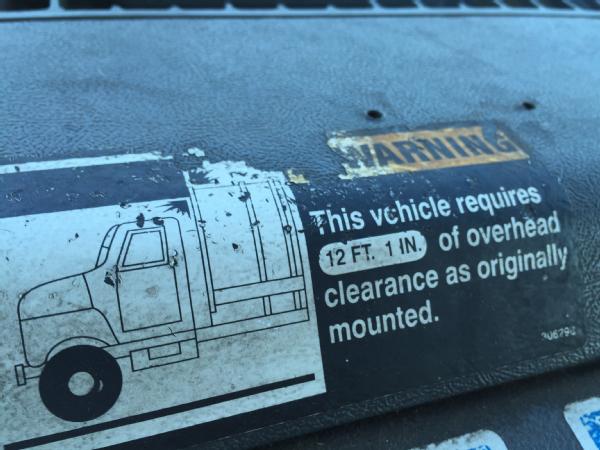 WARNING
This vehicle requires
12 FT. 1 IN. of overhead
clearance as originally
mounted.